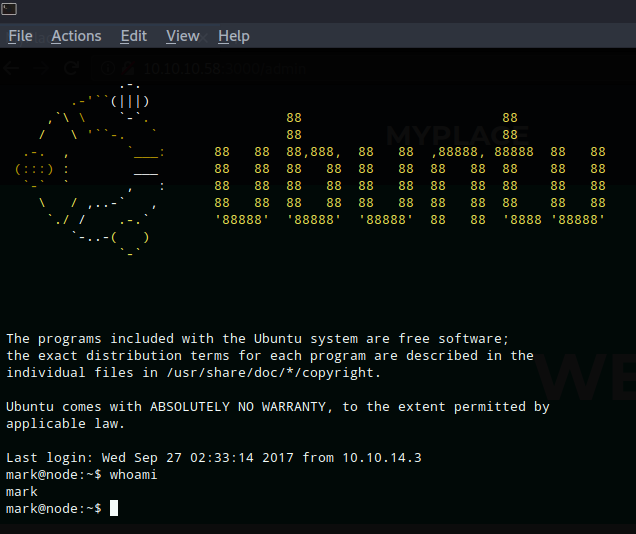 File Actions Edit View Help
10.10.10.58
MYPLACE
.-.
.-'``(|||)
,`\ \    `-`.                 88                         88
/   \ '``-.   `                88                         88
.-.  ,       `___:      88   88  88,888,  88   88  ,88888, 88888  88   88
(:::) :        ___       88   88  88   88  88   88  88   88  88    88   88
`-`  `       ,   :      88   88  88   88  88   88  88   88  88    88   88
\   / ,..-`   ,       88   88  88   88  88   88  88   88  88    88   88
`./ /    .-.`        '88888'  '88888'  '88888'  88   88  '8888 '88888'
`-..-(   )
`-`
The programs included with the Ubuntu system are free software;
the exact distribution terms for each program are described in the
individual files in /usr/share/doc/*/copyright.
WE
Ubuntu comes with ABSOLUTELY NO WARRANTY, to the extent permitted by
applicable law.
Last login: Wed Sep 27 02:33:14 2017 from 10.10.14.3
mark@node:~$ whoami
mark
mark@node:~$